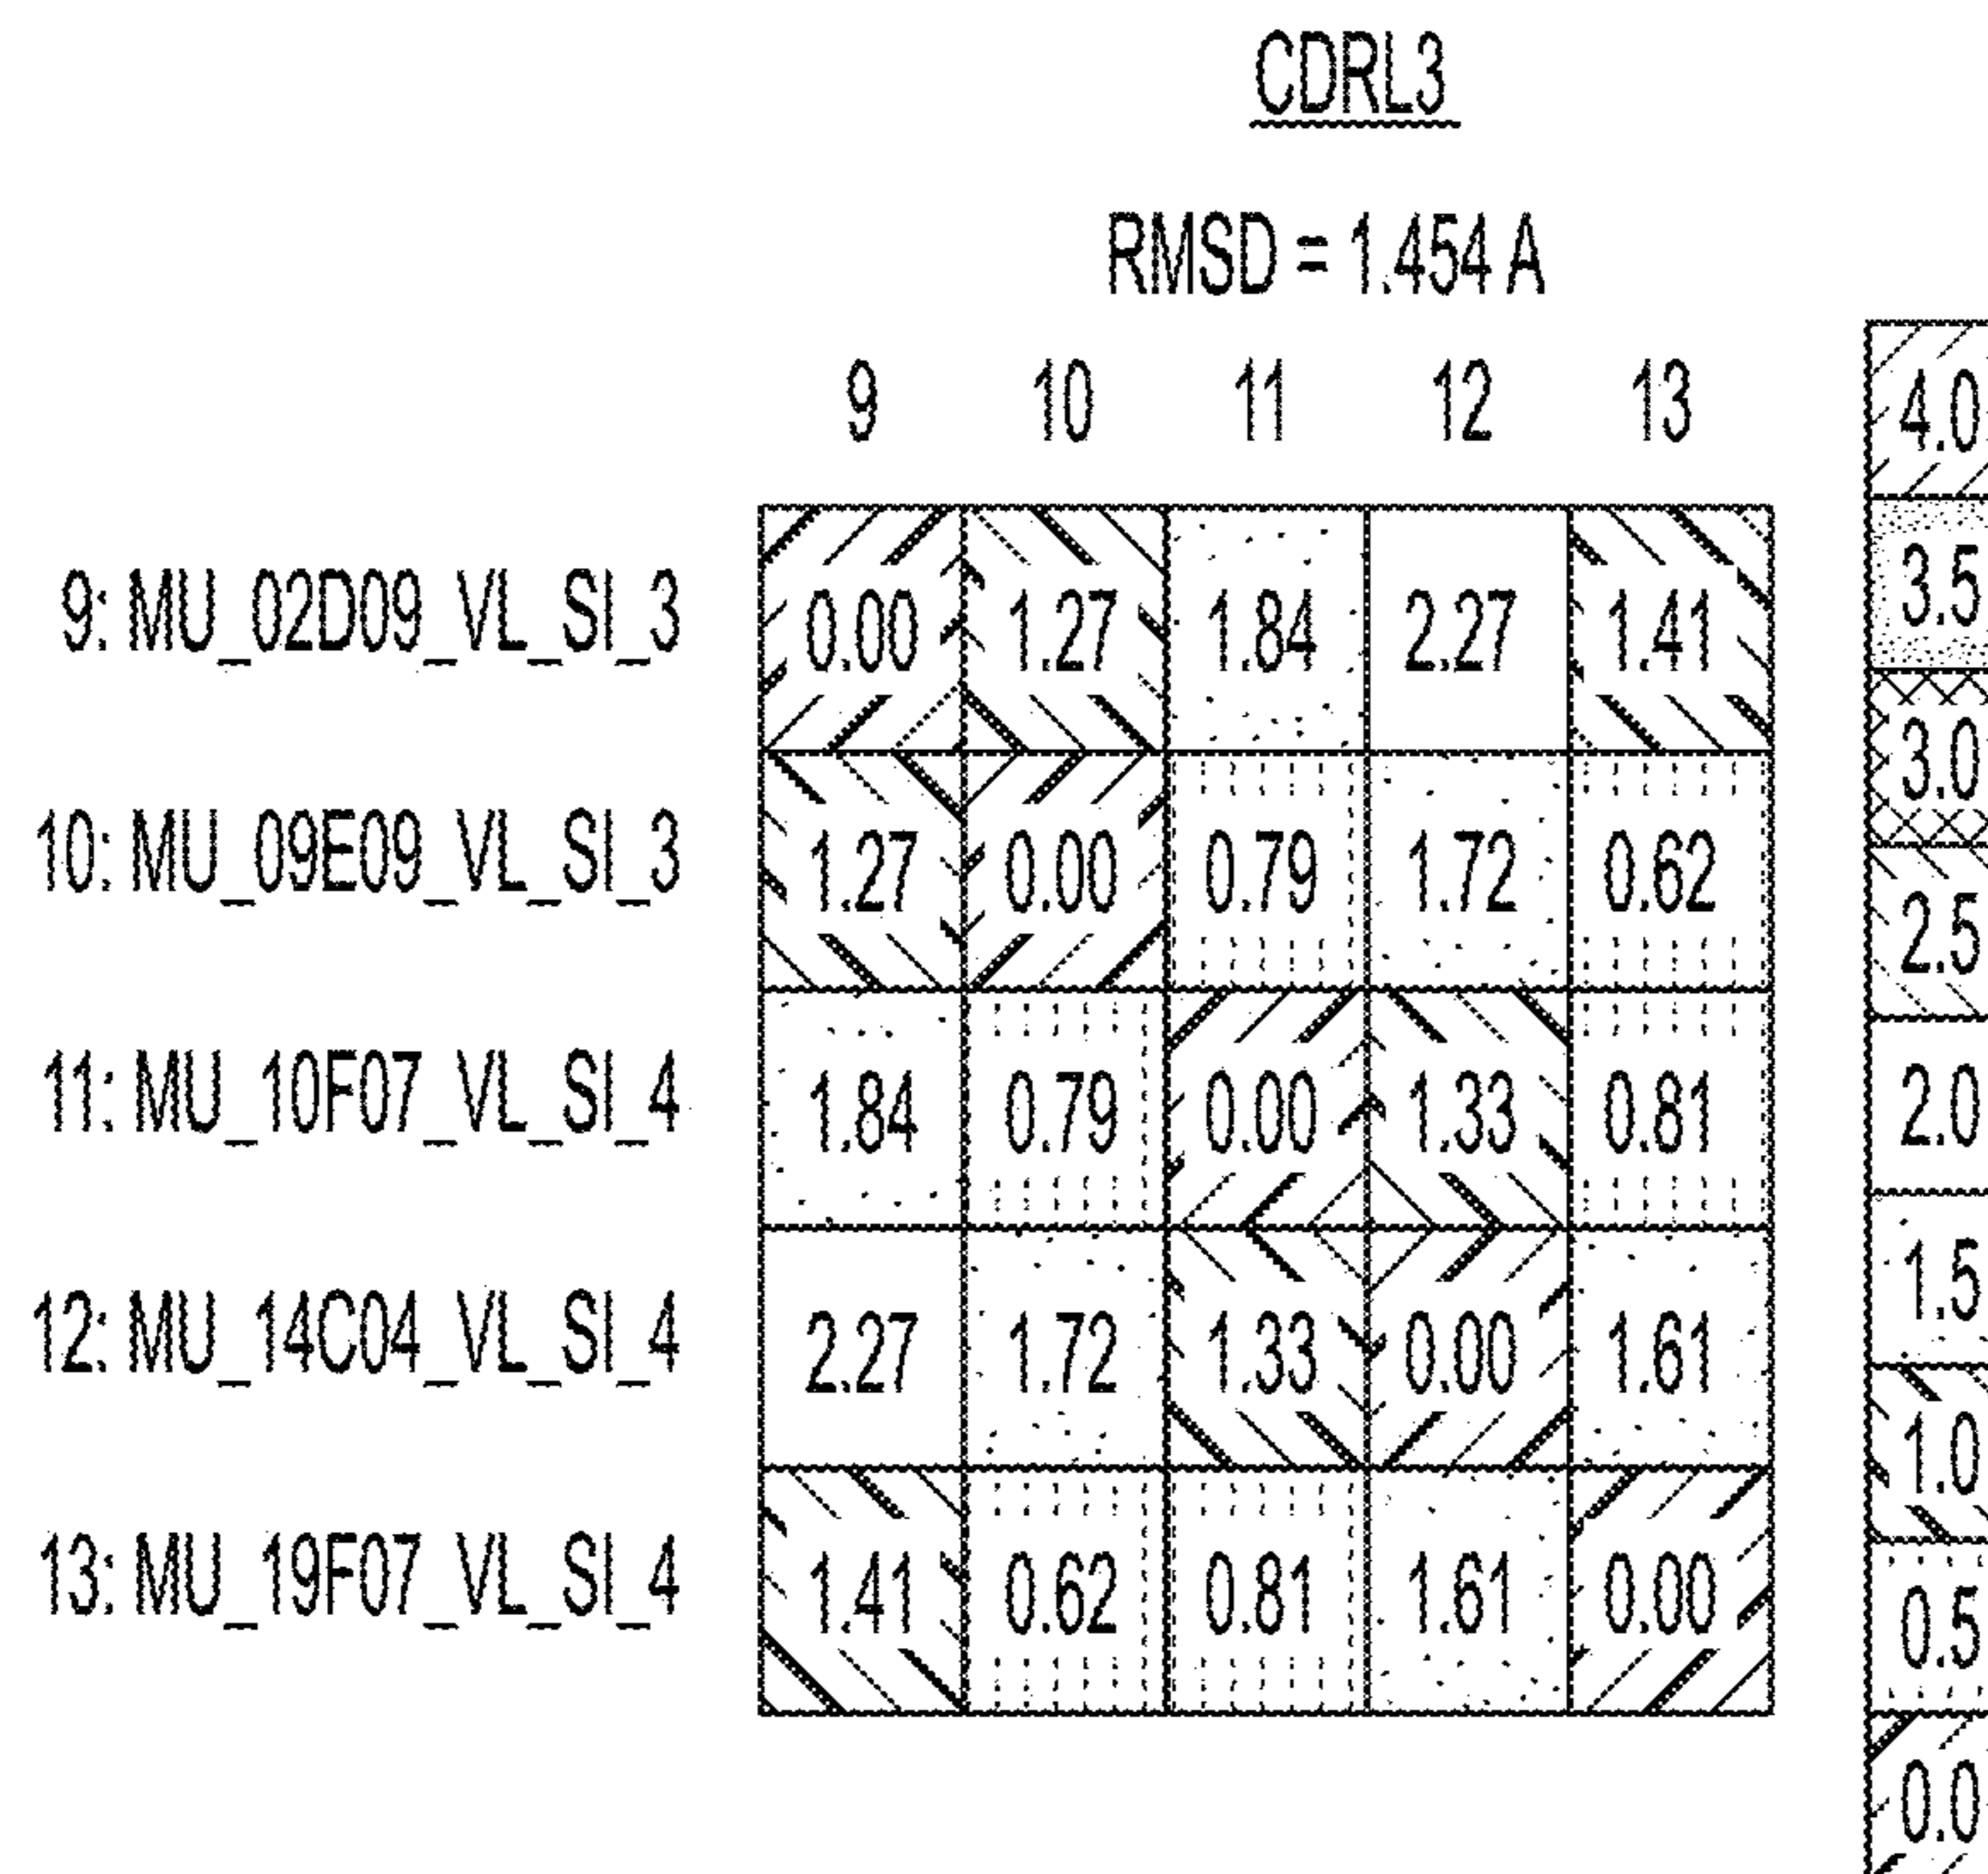 CDRL3
RMSD = 1.454 A
9 10 11 12 13
9: MU_02D09_VL_SI_3 0.00 1.27 1.84 2.27 1.41
10: MU_09E09_VL_SI_3 1.27 0.00 0.79 1.72 0.62
11: MU_10F07_VL_SI_4 1.84 0.79 0.00 1.33 0.81
12: MU_14C04_VL_SI_4 2.27 1.72 1.33 0.00 1.61
13: MU_19F07_VL_SI_4 1.41 0.62 0.81 1.61 0.00
4.0
3.5
3.0
2.5
2.0
1.5
1.0
0.5
0.0